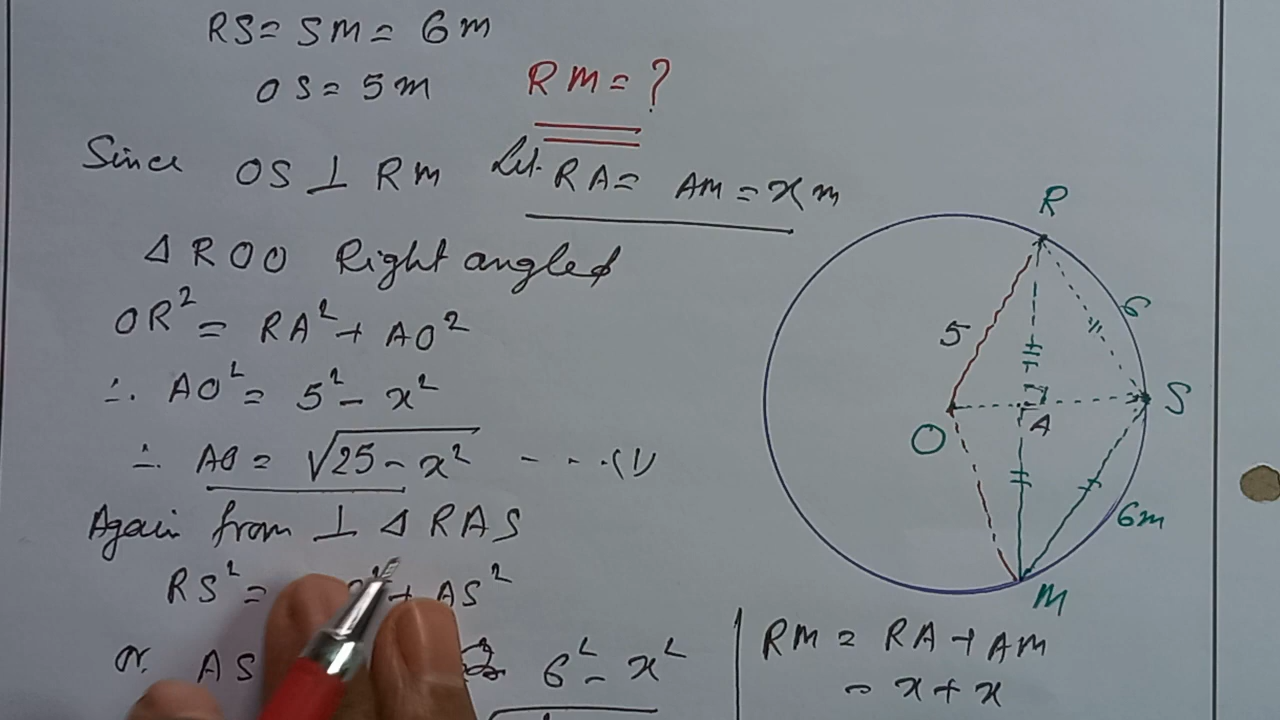 RS = SM = 6m
OS = 5m RM = ?
Since OS ⊥ RM Let. RA = AM = x m
Δ ROO Right angled
OR² = RA² + AO²
∴ AO² = 5² - x²
∴ AO = √25 - x² - - - - (1)
Again from ⊥ Δ RAS
RS² = + AS²
or. AS 6² - x²
R
6
5
O
A
S
6m
M
RM = RA + AM
= x + x